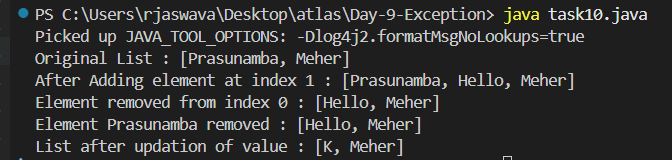 PS C:\Users\rjaswava\Desktop\atlas\Day-9-Exception> java task10.java
Picked up JAVA_TOOL_OPTIONS: -Dlog4j2.formatMsgNoLookups=true
Original List : [Prasunamba, Meher]
After Adding element at index 1 : [Prasunamba, Hello, Meher]
Element removed from index 0 : [Hello, Meher]
Element Prasunamba removed : [Hello, Meher]
List after updation of value : [K, Meher]